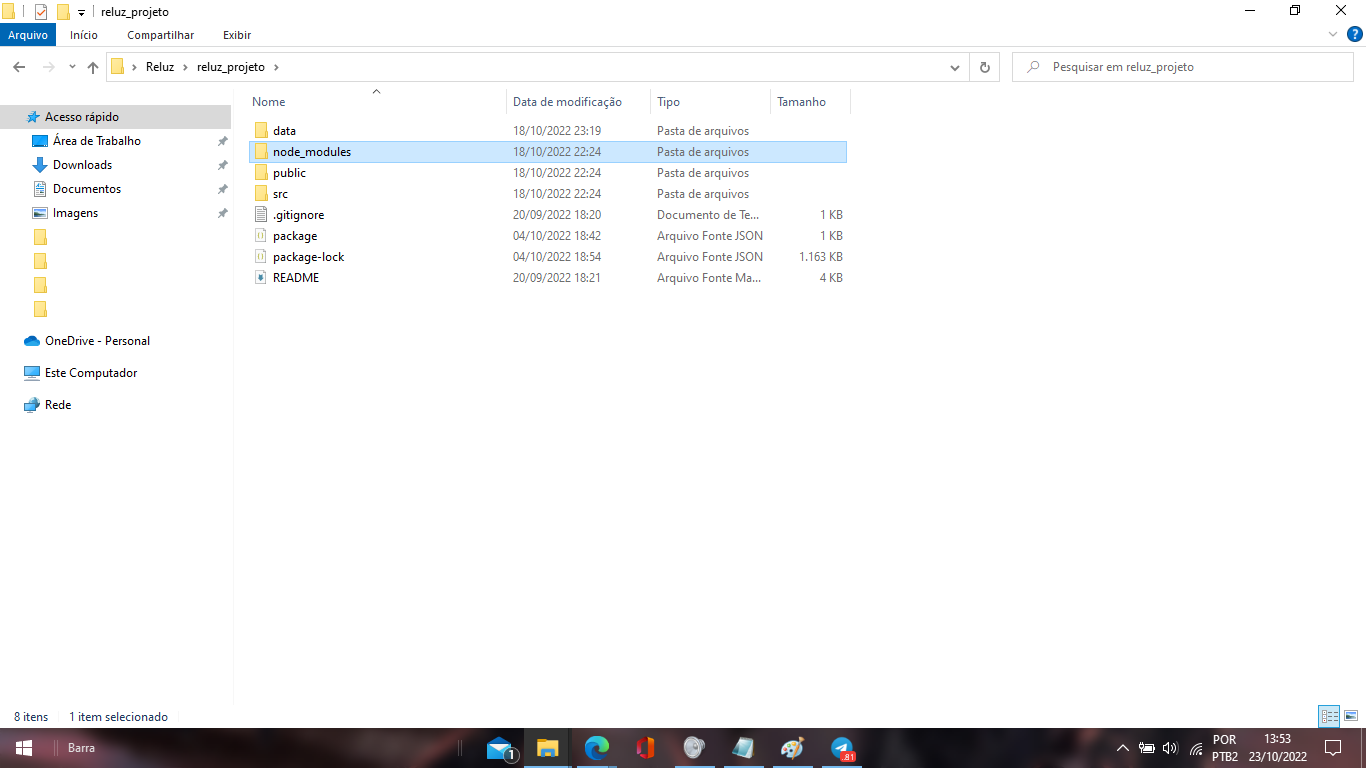 reluz_projeto
Arquivo Início Compartilhar Exibir
Reluz reluz_projeto Pesquisar em reluz_projeto
Nome Data de modificação Tipo Tamanho
Acesso rápido
Área de Trabalho
Downloads
Documentos
Imagens
OneDrive - Personal
Este Computador
Rede
data 18/10/2022 23:19 Pasta de arquivos
node_modules 18/10/2022 22:24 Pasta de arquivos
public 18/10/2022 22:24 Pasta de arquivos
src 18/10/2022 22:24 Pasta de arquivos
.gitignore 20/09/2022 18:20 Documento de Te... 1 KB
package 04/10/2022 18:42 Arquivo Fonte JSON 1 KB
package-lock 04/10/2022 18:54 Arquivo Fonte JSON 1.163 KB
README 20/09/2022 18:21 Arquivo Fonte Ma... 4 KB
8 itens 1 item selecionado
Barra 1 .81 POR 13:53
PTB2 23/10/2022